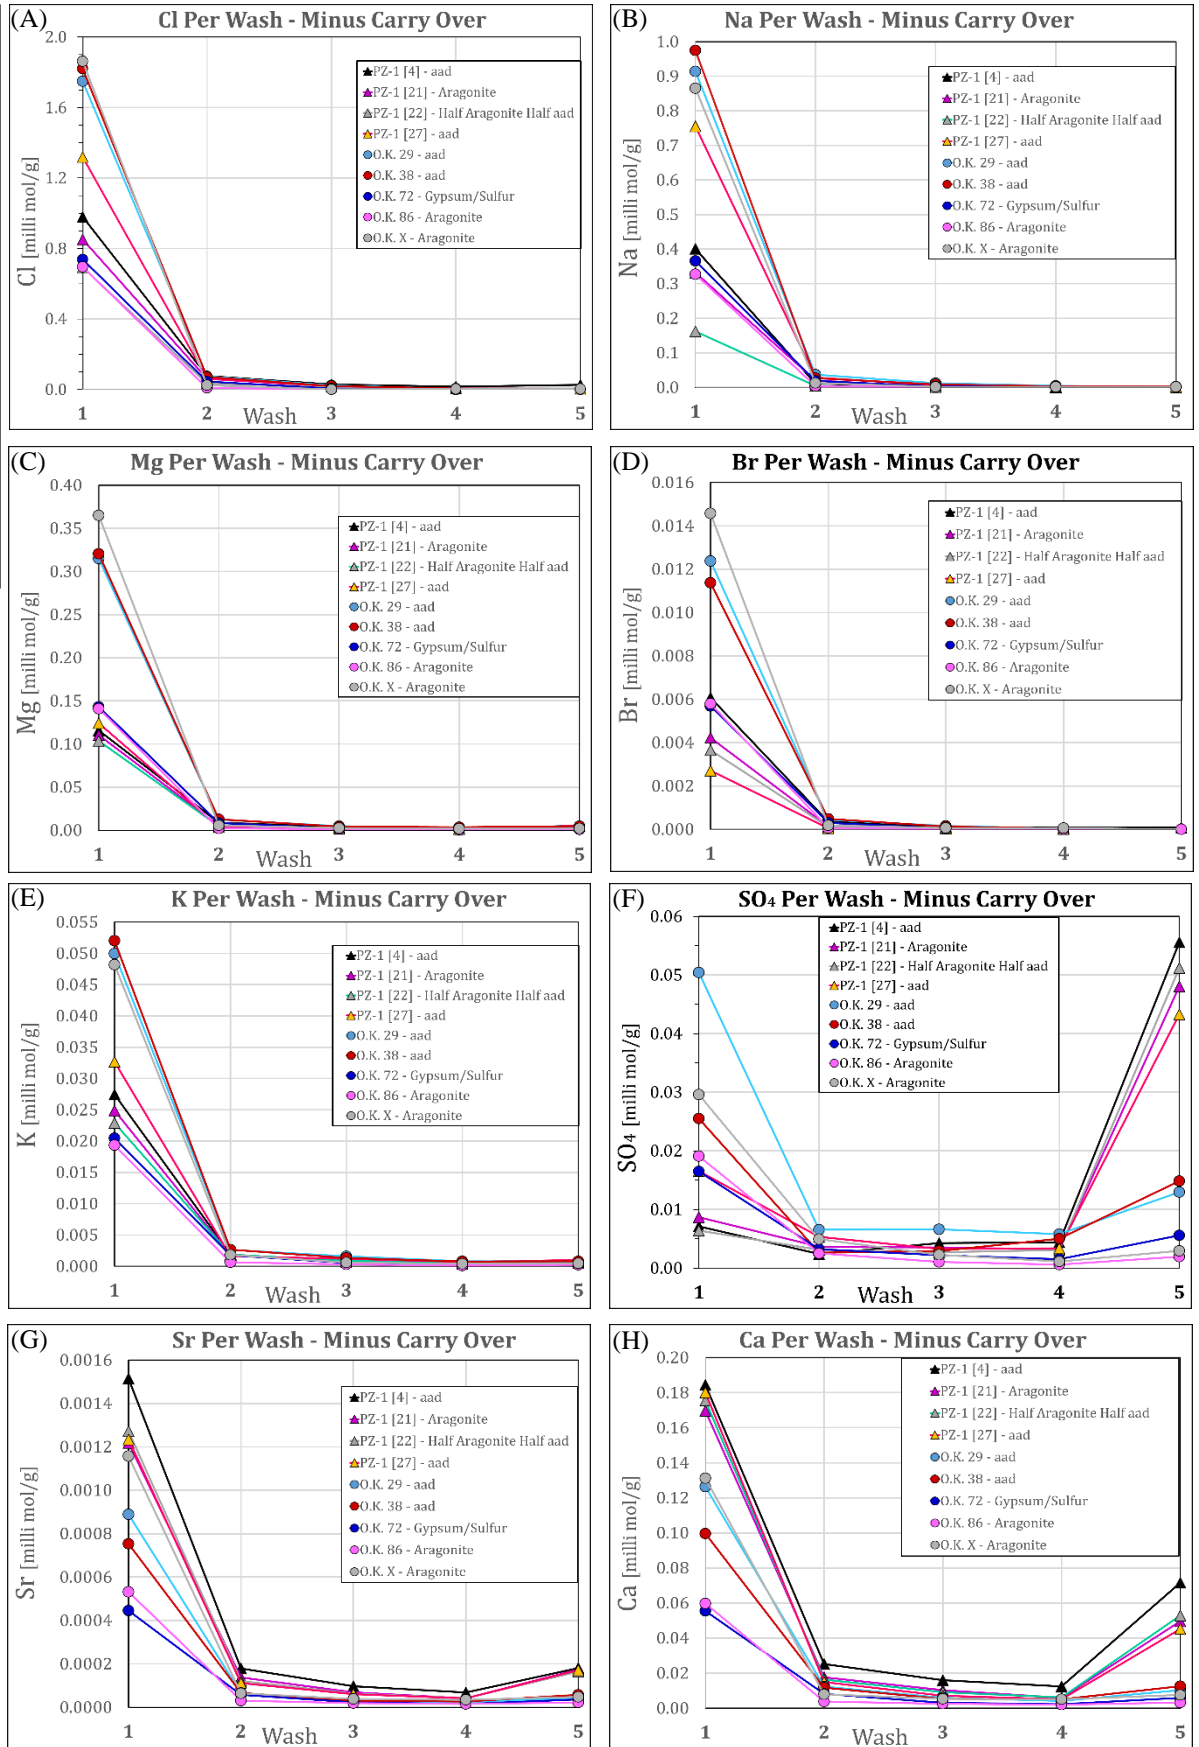 (A) Cl Per Wash - Minus Carry Over
2.0
1.6
1.2
0.8
0.4
0.0
Cl [milli mol/g]
PZ-1 [4] - aad
PZ-1 [21] - Aragonite
PZ-1 [22] - Half Aragonite Half aad
PZ-1 [27] - aad
O.K. 29 - aad
O.K. 38 - aad
O.K. 72 - Gypsum/Sulfur
O.K. 86 - Aragonite
O.K. X - Aragonite
1 2 3 4 5
Wash
(B) Na Per Wash - Minus Carry Over
1.0
0.9
0.8
0.7
0.6
0.5
0.4
0.3
0.2
0.1
0.0
Na [milli mol/g]
PZ-1 [4] - aad
PZ-1 [21] - Aragonite
PZ-1 [22] - Half Aragonite Half aad
PZ-1 [27] - aad
O.K. 29 - aad
O.K. 38 - aad
O.K. 72 - Gypsum/Sulfur
O.K. 86 - Aragonite
O.K. X - Aragonite
1 2 3 4 5
Wash
(C) Mg Per Wash - Minus Carry Over
0.40
0.35
0.30
0.25
0.20
0.15
0.10
0.05
0.00
Mg [milli mol/g]
PZ-1 [4] - aad
PZ-1 [21] - Aragonite
PZ-1 [22] - Half Aragonite Half aad
PZ-1 [27] - aad
O.K. 29 - aad
O.K. 38 - aad
O.K. 72 - Gypsum/Sulfur
O.K. 86 - Aragonite
O.K. X - Aragonite
1 2 3 4 5
Wash
(D) Br Per Wash - Minus Carry Over
0.016
0.014
0.012
0.010
0.008
0.006
0.004
0.002
0.000
Br [milli mol/g]
PZ-1 [4] - aad
PZ-1 [21] - Aragonite
PZ-1 [22] - Half Aragonite Half aad
PZ-1 [27] - aad
O.K. 29 - aad
O.K. 38 - aad
O.K. 72 - Gypsum/Sulfur
O.K. 86 - Aragonite
O.K. X - Aragonite
1 2 3 4 5
Wash
(E) K Per Wash - Minus Carry Over
0.055
0.050
0.045
0.040
0.035
0.030
0.025
0.020
0.015
0.010
0.005
0.000
K [milli mol/g]
PZ-1 [4] - aad
PZ-1 [21] - Aragonite
PZ-1 [22] - Half Aragonite Half aad
PZ-1 [27] - aad
O.K. 29 - aad
O.K. 38 - aad
O.K. 72 - Gypsum/Sulfur
O.K. 86 - Aragonite
O.K. X - Aragonite
1 2 3 4 5
Wash
(F) SO₄ Per Wash - Minus Carry Over
0.06
0.05
0.04
0.03
0.02
0.01
0.00
SO₄ [milli mol/g]
PZ-1 [4] - aad
PZ-1 [21] - Aragonite
PZ-1 [22] - Half Aragonite Half aad
PZ-1 [27] - aad
O.K. 29 - aad
O.K. 38 - aad
O.K. 72 - Gypsum/Sulfur
O.K. 86 - Aragonite
O.K. X - Aragonite
1 2 3 4 5
Wash
(G) Sr Per Wash - Minus Carry Over
0.0016
0.0014
0.0012
0.0010
0.0008
0.0006
0.0004
0.0002
0.0000
Sr [milli mol/g]
PZ-1 [4] - aad
PZ-1 [21] - Aragonite
PZ-1 [22] - Half Aragonite Half aad
PZ-1 [27] - aad
O.K. 29 - aad
O.K. 38 - aad
O.K. 72 - Gypsum/Sulfur
O.K. 86 - Aragonite
O.K. X - Aragonite
1 2 3 4 5
Wash
(H) Ca Per Wash - Minus Carry Over
0.20
0.18
0.16
0.14
0.12
0.10
0.08
0.06
0.04
0.02
0.00
Ca [milli mol/g]
PZ-1 [4] - aad
PZ-1 [21] - Aragonite
PZ-1 [22] - Half Aragonite Half aad
PZ-1 [27] - aad
O.K. 29 - aad
O.K. 38 - aad
O.K. 72 - Gypsum/Sulfur
O.K. 86 - Aragonite
O.K. X - Aragonite
1 2 3 4 5
Wash